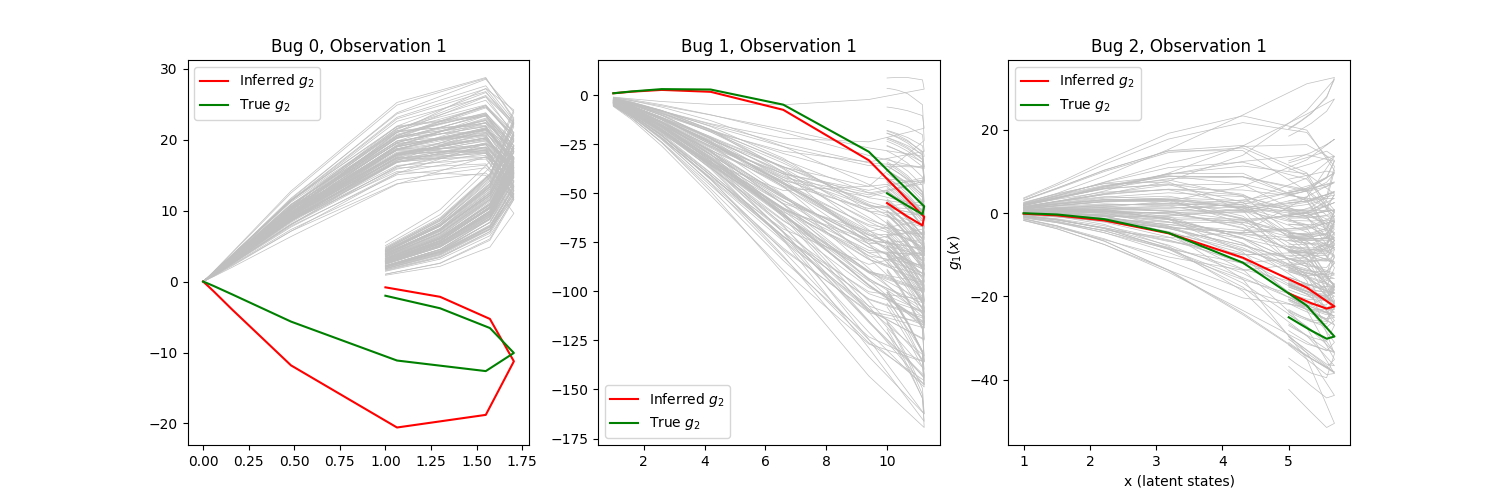 Bug 0, Observation 1
Inferred g₂
True g₂
30
20
10
0
−10
−20
0.00 0.25 0.50 0.75 1.00 1.25 1.50 1.75
Bug 1, Observation 1
0
−25
−50
−75
−100
−125
−150
−175
Inferred g₂
True g₂
2 4 6 8 10
Bug 2, Observation 1
Inferred g₂
True g₂
g₁(x)
20
0
−20
−40
1 2 3 4 5
x (latent states)